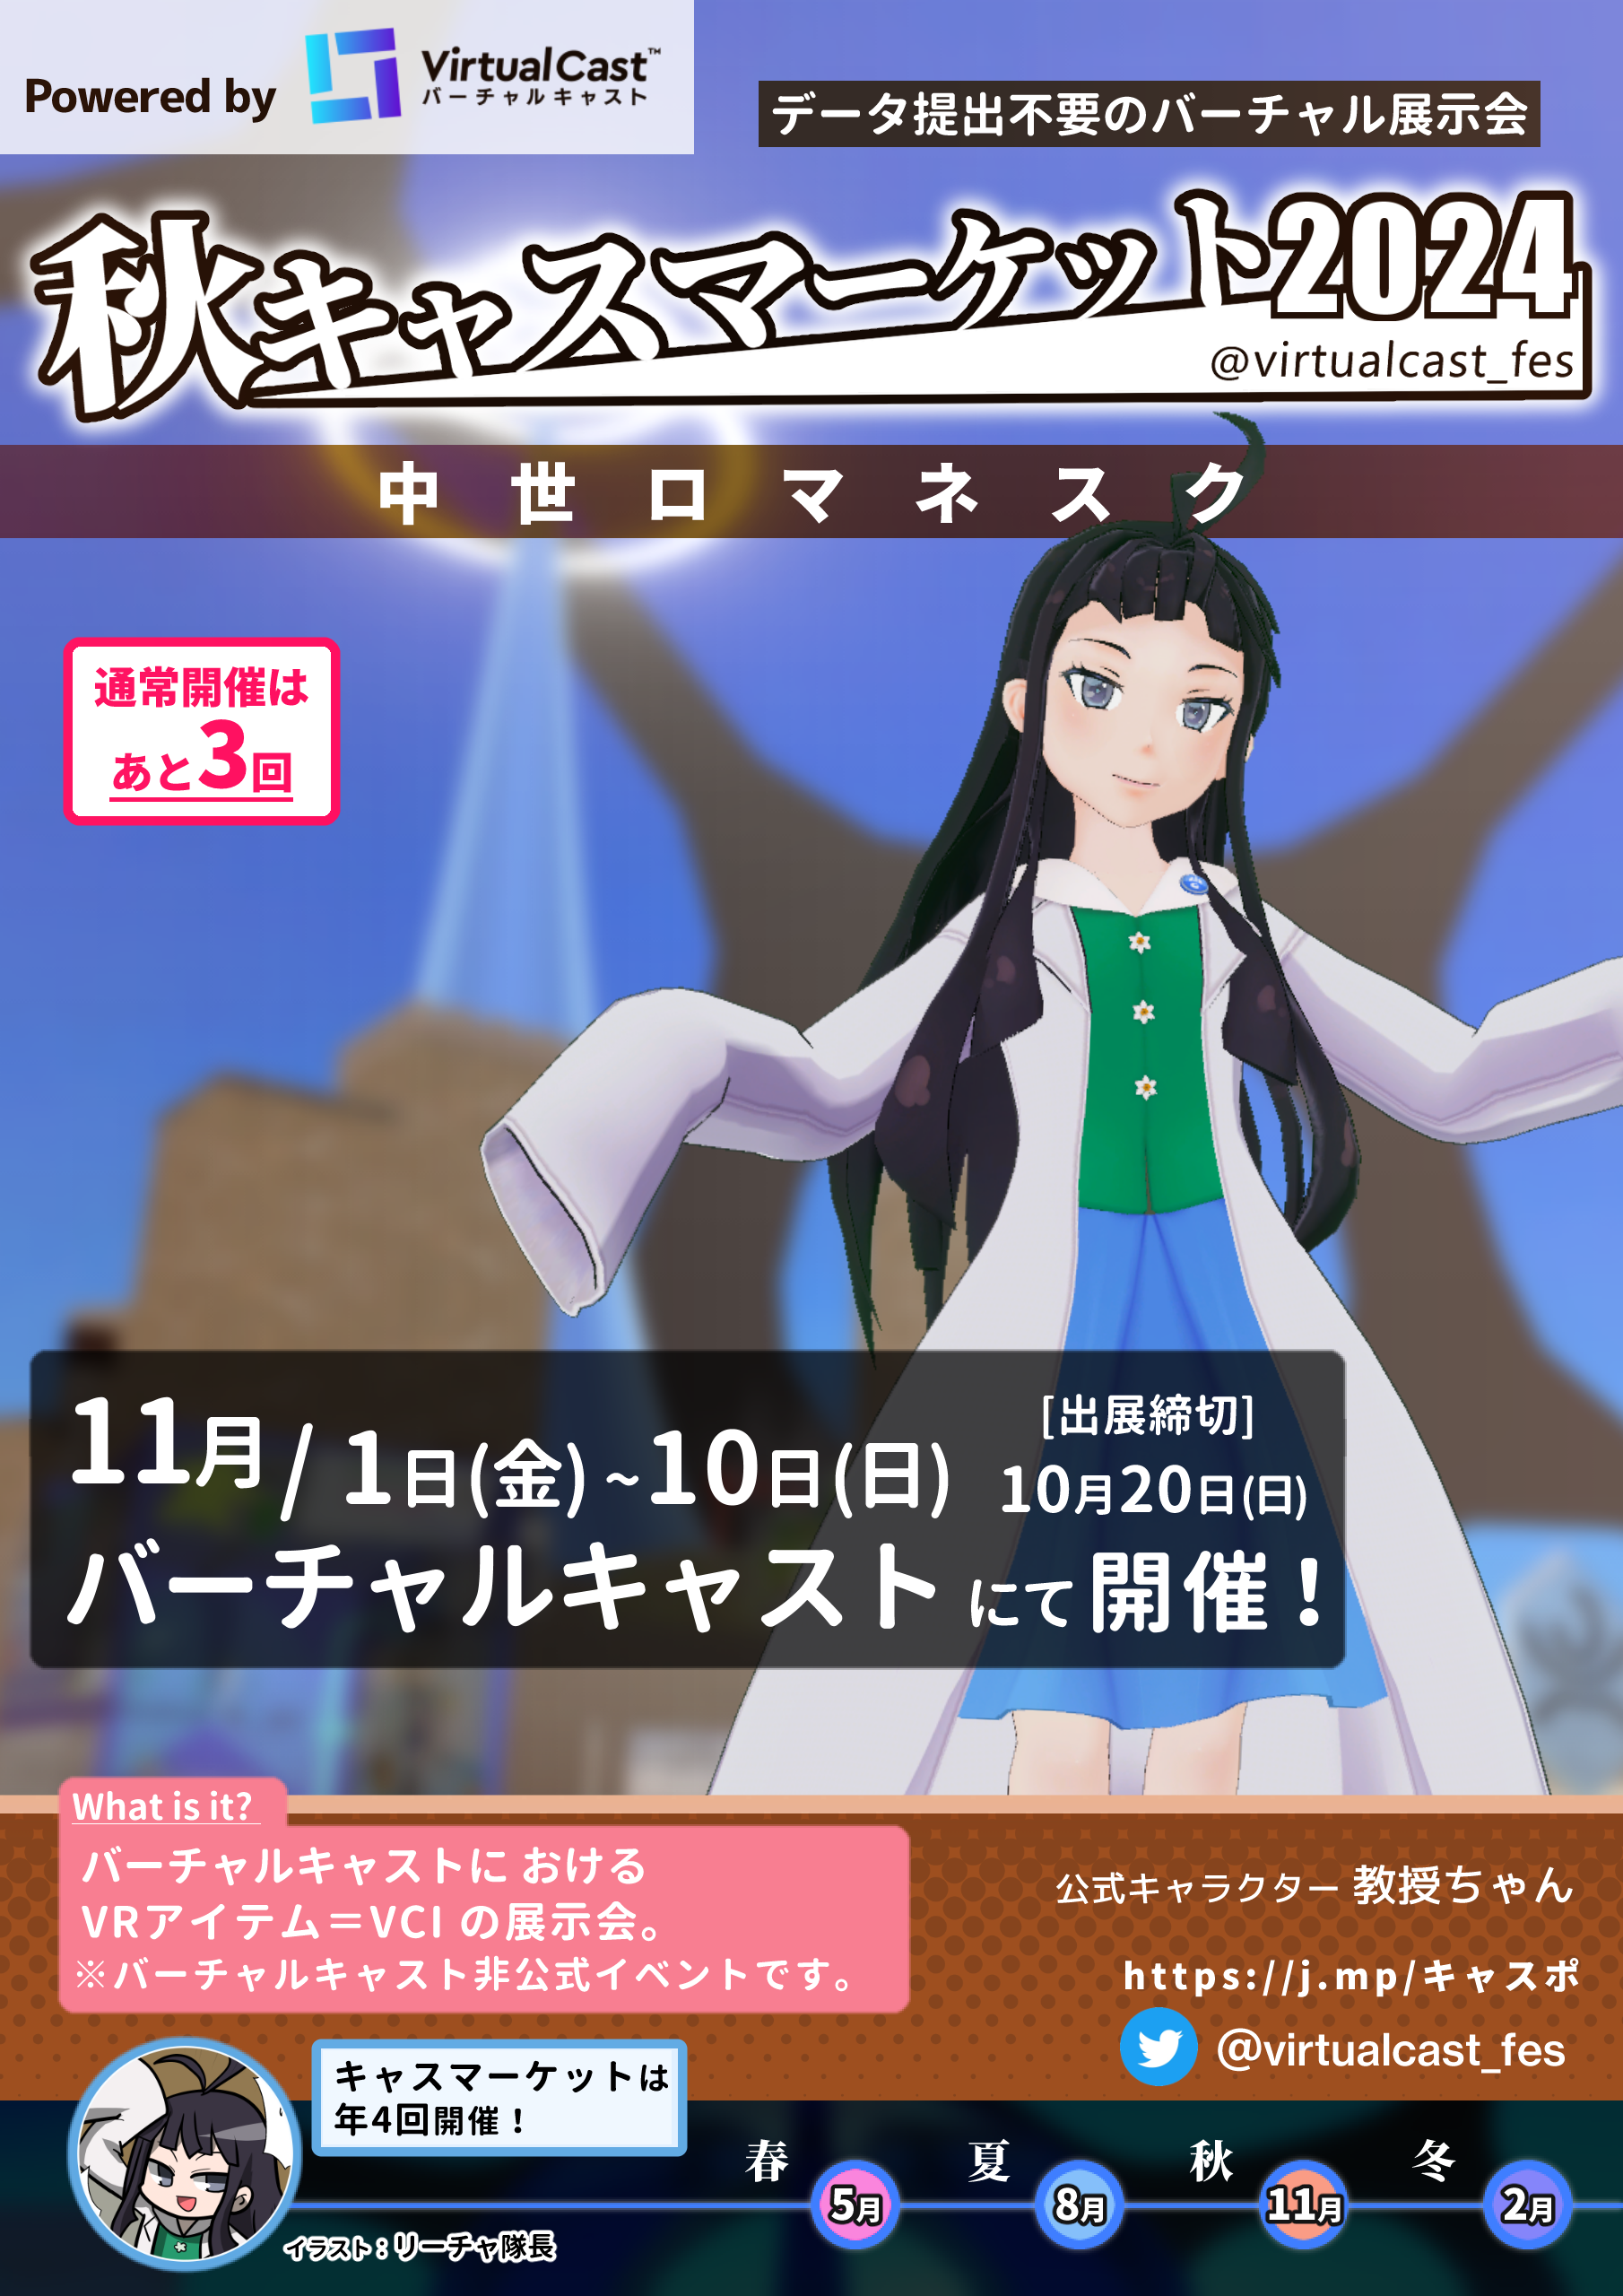 Powered by
VirtualCast™
バーチャルキャスト
データ提出不要のバーチャル展示会
秋キャスマーケット2024
@virtualcast_fes
中世ロマネスク
通常開催は
あと3回
11月/1日(金)~10日(日)
[出展締切]
10月20日(日)
バーチャルキャストにて開催！
What is it?
バーチャルキャストに おける
VRアイテム＝VCI の展示会。
※バーチャルキャスト非公式イベントです。
公式キャラクター 教授ちゃん
https://j.mp/キャスポ
@virtualcast_fes
キャスマーケットは
年4回開催！
春 5月 夏 8月 秋 11月 冬 2月
イラスト：リーチャ隊長